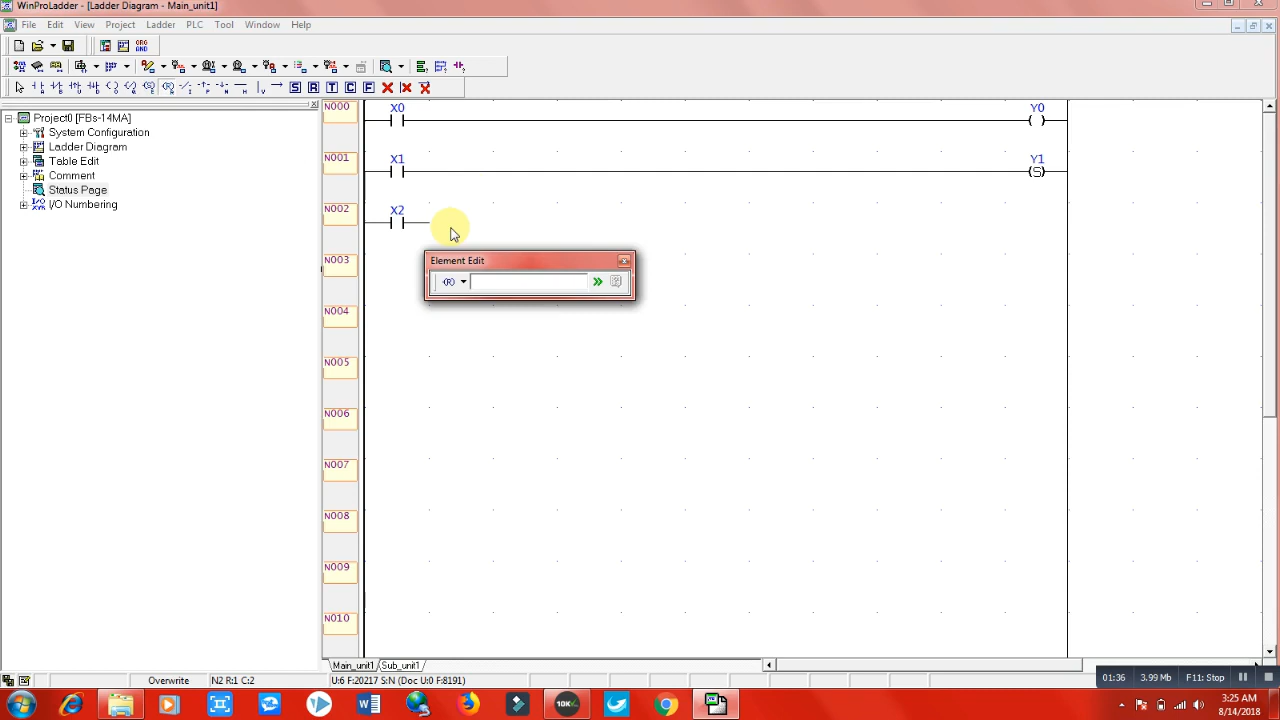 WinProLadder - [Ladder Diagram - Main_unit1]
File Edit View Project Ladder PLC Tool Window Help
S R T C F
Project0 [FBs-14MA]
System Configuration
Ladder Diagram
Table Edit
Comment
Status Page
I/O Numbering
N000 X0 Y0
N001 X1 Y1
(S)
N002 X2
N003
Element Edit
(R)
N004
N005
N006
N007
N008
N009
N010
Main_unit1 Sub_unit1
Overwrite N2 R:1 C:2 U:6 F:20217 S:N (Doc U:0 F:8191)
01:36 3.99 Mb F11: Stop
10K
3:25 AM
8/14/2018